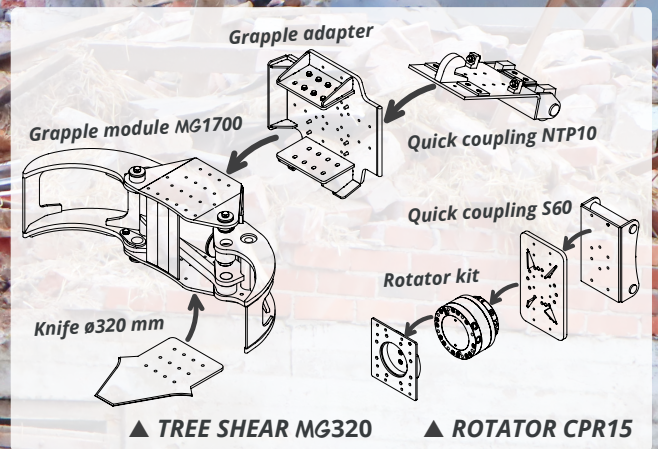 Grapple adapter
Grapple module MG1700
Quick coupling NTP10
Quick coupling S60
Rotator kit
Knife ø320 mm
▲ TREE SHEAR MG320
▲ ROTATOR CPR15